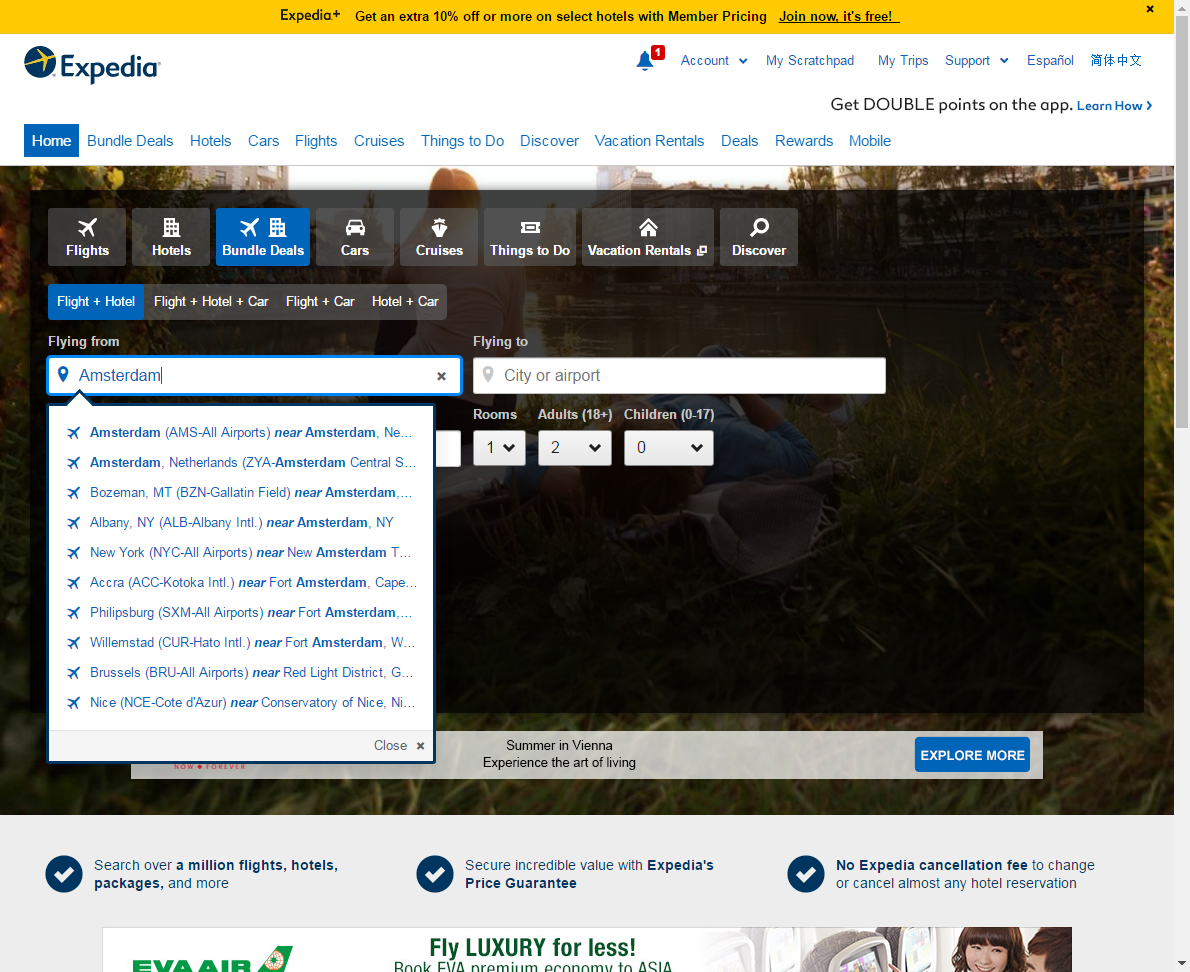 Expedia+ Get an extra 10% off or more on select hotels with Member Pricing Join now, it's free!
Expedia
1 Account My Scratchpad My Trips Support Español 简体中文
Get DOUBLE points on the app. Learn How
Home Bundle Deals Hotels Cars Flights Cruises Things to Do Discover Vacation Rentals Deals Rewards Mobile
Flights Hotels Bundle Deals Cars Cruises Things to Do Vacation Rentals Discover
Flight + Hotel Flight + Hotel + Car Flight + Car Hotel + Car
Flying from Flying to
Amsterdam City or airport
Rooms Adults (18+) Children (0-17)
1 2 0
Amsterdam (AMS-All Airports) near Amsterdam, Ne...
Amsterdam, Netherlands (ZYA-Amsterdam Central S...
Bozeman, MT (BZN-Gallatin Field) near Amsterdam,...
Albany, NY (ALB-Albany Intl.) near Amsterdam, NY
New York (NYC-All Airports) near New Amsterdam T...
Accra (ACC-Kotoka Intl.) near Fort Amsterdam, Cape...
Philipsburg (SXM-All Airports) near Fort Amsterdam,...
Willemstad (CUR-Hato Intl.) near Fort Amsterdam, W...
Brussels (BRU-All Airports) near Red Light District, G...
Nice (NCE-Cote d'Azur) near Conservatory of Nice, Ni...
Close
Summer in Vienna
Experience the art of living
EXPLORE MORE
NOW FOREVER
Search over a million flights, hotels,
packages, and more
Secure incredible value with Expedia's
Price Guarantee
No Expedia cancellation fee to change
or cancel almost any hotel reservation
Fly LUXURY for less!
EVA AIR Book EVA premium economy to ASIA